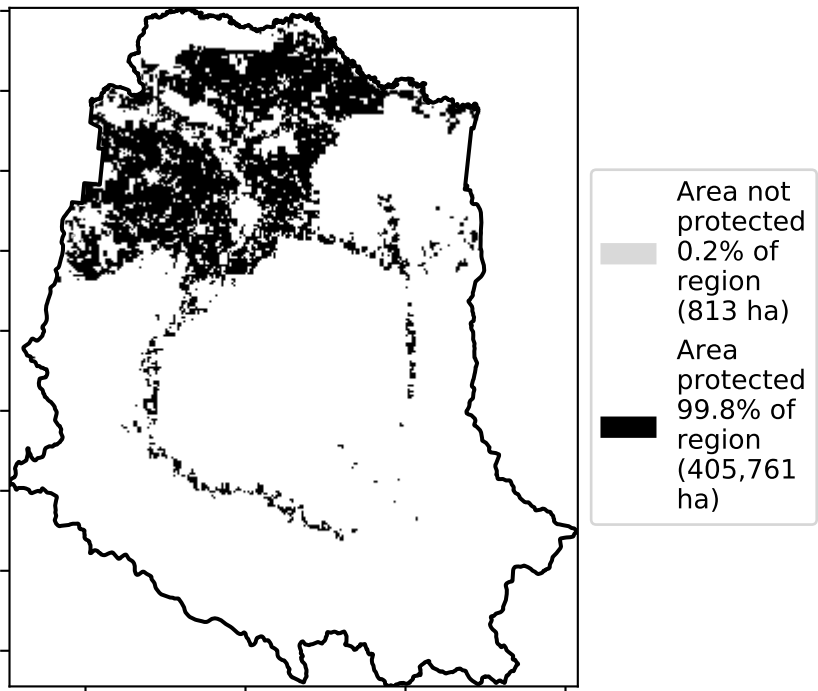 Area not
protected
0.2% of
region
(813 ha)
Area
protected
99.8% of
region
(405,761
ha)